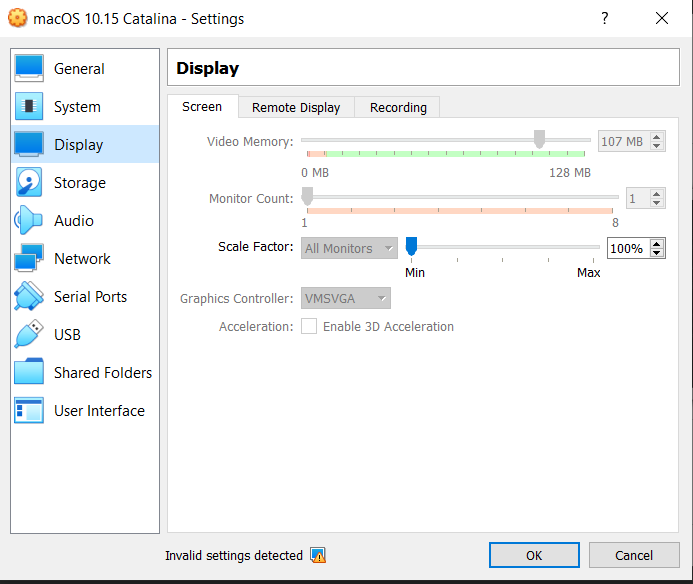 macOS 10.15 Catalina - Settings
?
General
System
Display
Storage
Audio
Network
Serial Ports
USB
Shared Folders
User Interface
Display
Screen Remote Display Recording
Video Memory: 107 MB
0 MB 128 MB
Monitor Count: 1
1 8
Scale Factor: All Monitors 100%
Min Max
Graphics Controller: VMSVGA
Acceleration: Enable 3D Acceleration
Invalid settings detected OK Cancel